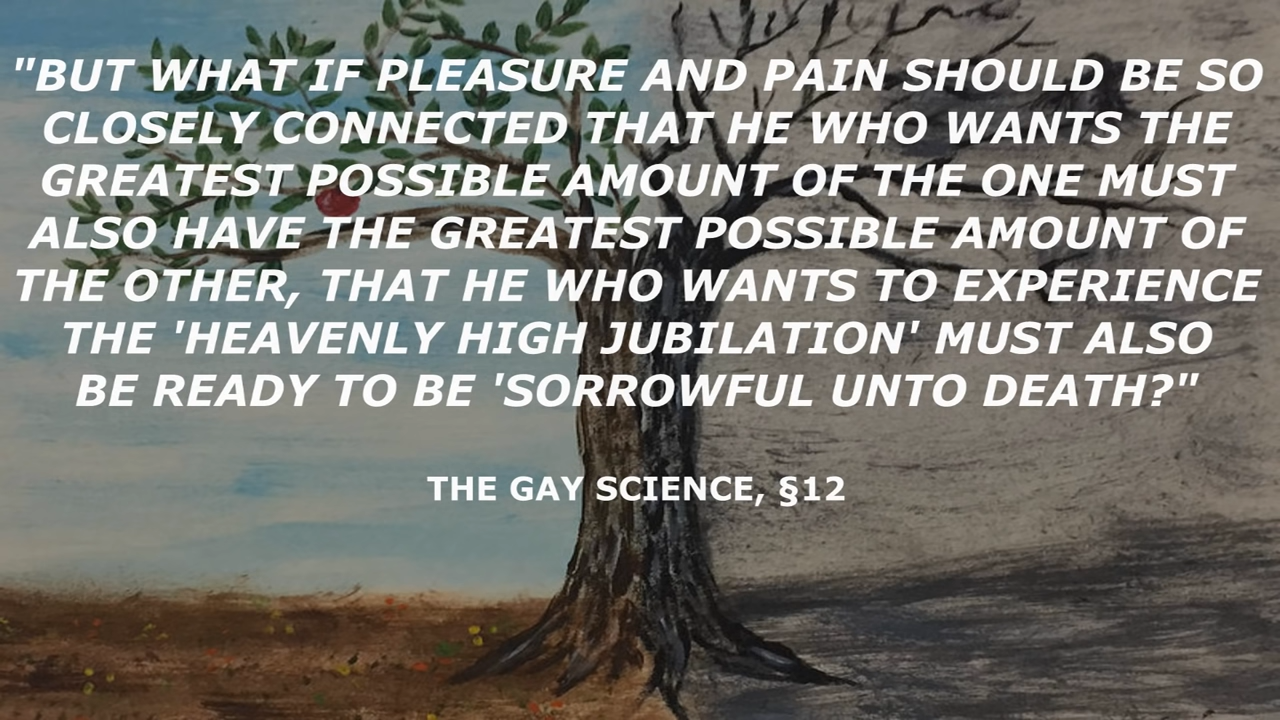 "BUT WHAT IF PLEASURE AND PAIN SHOULD BE SO
CLOSELY CONNECTED THAT HE WHO WANTS THE
GREATEST POSSIBLE AMOUNT OF THE ONE MUST
ALSO HAVE THE GREATEST POSSIBLE AMOUNT OF
THE OTHER, THAT HE WHO WANTS TO EXPERIENCE
THE 'HEAVENLY HIGH JUBILATION' MUST ALSO
BE READY TO BE 'SORROWFUL UNTO DEATH?"
THE GAY SCIENCE, §12